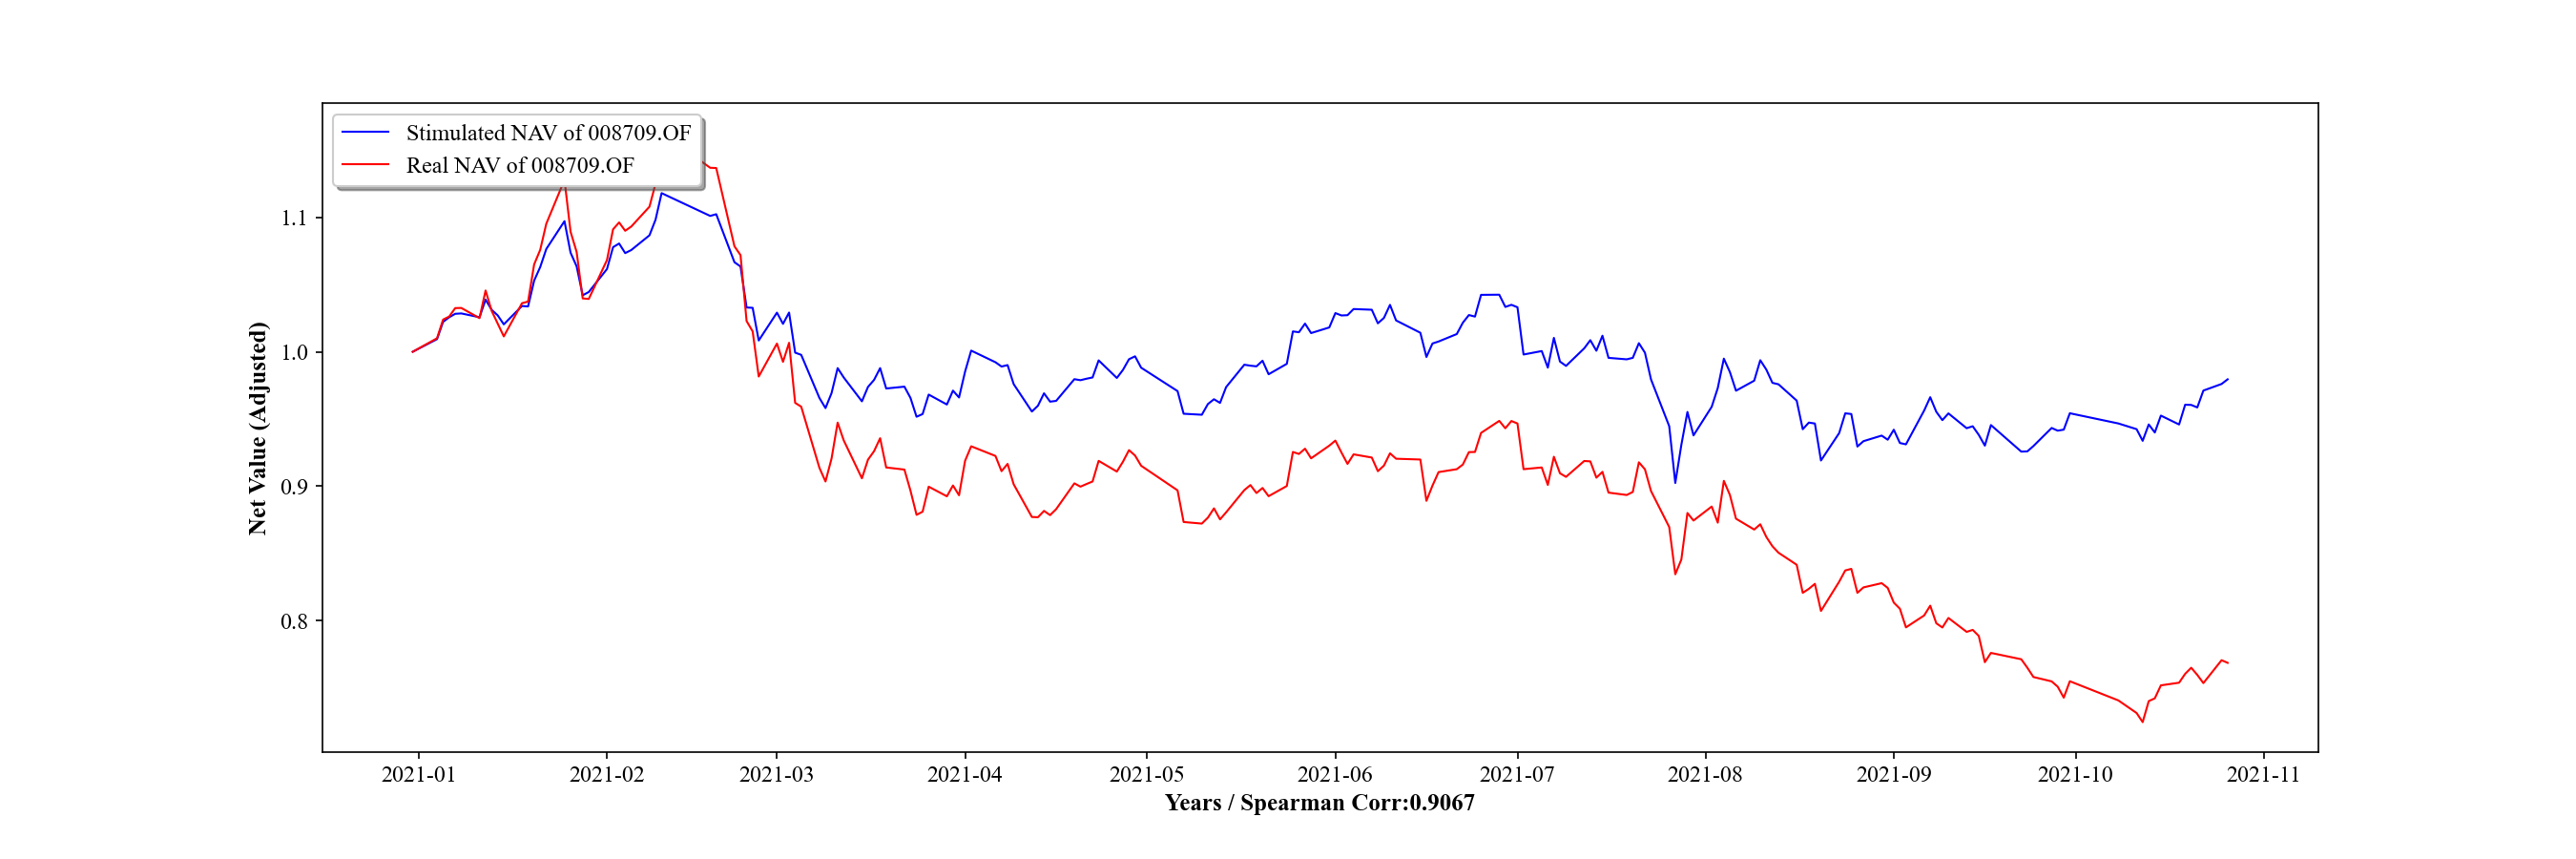 Stimulated NAV of 008709.OF
Real NAV of 008709.OF
Net Value (Adjusted)
1.1
1.0
0.9
0.8
2021-01 2021-02 2021-03 2021-04 2021-05 2021-06 2021-07 2021-08 2021-09 2021-10 2021-11
Years / Spearman Corr:0.9067